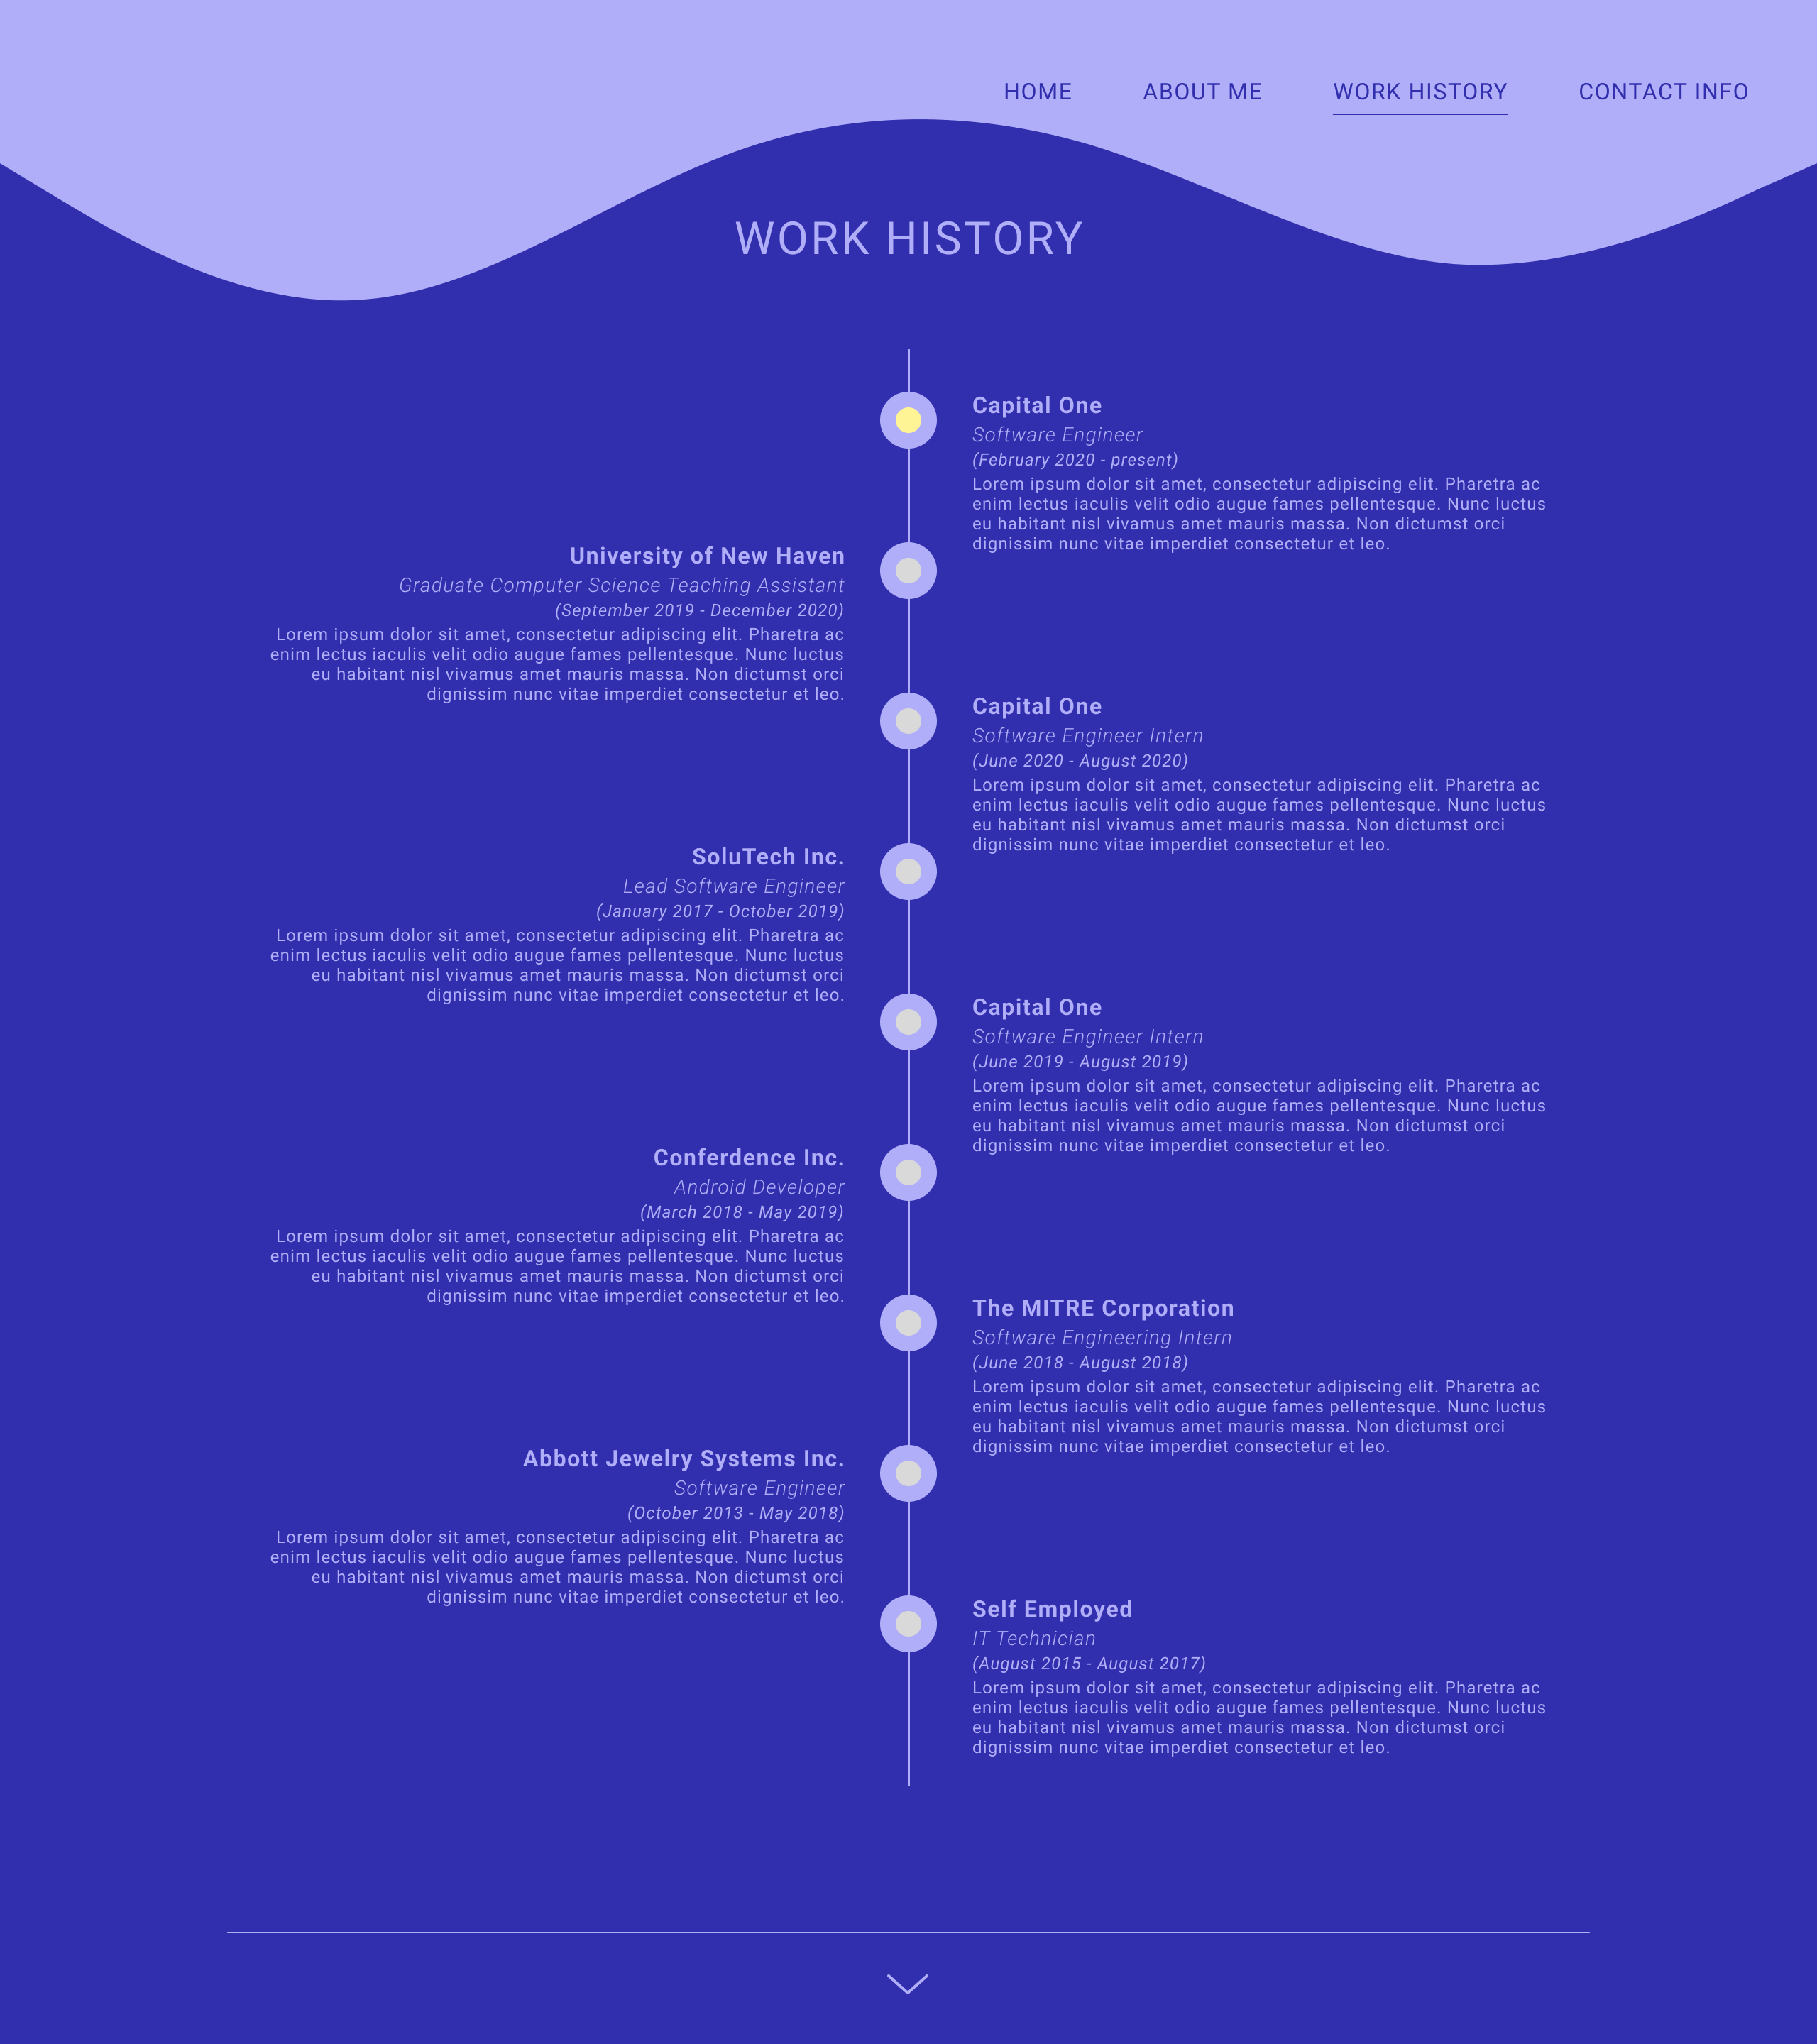 HOME ABOUT ME WORK HISTORY CONTACT INFO
WORK HISTORY
Capital One
Software Engineer
(February 2020 - present)
Lorem ipsum dolor sit amet, consectetur adipiscing elit. Pharetra ac
enim lectus iaculis velit odio augue fames pellentesque. Nunc luctus
eu habitant nisl vivamus amet mauris massa. Non dictumst orci
dignissim nunc vitae imperdiet consectetur et leo.
University of New Haven
Graduate Computer Science Teaching Assistant
(September 2019 - December 2020)
Lorem ipsum dolor sit amet, consectetur adipiscing elit. Pharetra ac
enim lectus iaculis velit odio augue fames pellentesque. Nunc luctus
eu habitant nisl vivamus amet mauris massa. Non dictumst orci
dignissim nunc vitae imperdiet consectetur et leo.
Capital One
Software Engineer Intern
(June 2020 - August 2020)
Lorem ipsum dolor sit amet, consectetur adipiscing elit. Pharetra ac
enim lectus iaculis velit odio augue fames pellentesque. Nunc luctus
eu habitant nisl vivamus amet mauris massa. Non dictumst orci
dignissim nunc vitae imperdiet consectetur et leo.
SoluTech Inc.
Lead Software Engineer
(January 2017 - October 2019)
Lorem ipsum dolor sit amet, consectetur adipiscing elit. Pharetra ac
enim lectus iaculis velit odio augue fames pellentesque. Nunc luctus
eu habitant nisl vivamus amet mauris massa. Non dictumst orci
dignissim nunc vitae imperdiet consectetur et leo.
Capital One
Software Engineer Intern
(June 2019 - August 2019)
Lorem ipsum dolor sit amet, consectetur adipiscing elit. Pharetra ac
enim lectus iaculis velit odio augue fames pellentesque. Nunc luctus
eu habitant nisl vivamus amet mauris massa. Non dictumst orci
dignissim nunc vitae imperdiet consectetur et leo.
Conferdence Inc.
Android Developer
(March 2018 - May 2019)
Lorem ipsum dolor sit amet, consectetur adipiscing elit. Pharetra ac
enim lectus iaculis velit odio augue fames pellentesque. Nunc luctus
eu habitant nisl vivamus amet mauris massa. Non dictumst orci
dignissim nunc vitae imperdiet consectetur et leo.
The MITRE Corporation
Software Engineering Intern
(June 2018 - August 2018)
Lorem ipsum dolor sit amet, consectetur adipiscing elit. Pharetra ac
enim lectus iaculis velit odio augue fames pellentesque. Nunc luctus
eu habitant nisl vivamus amet mauris massa. Non dictumst orci
dignissim nunc vitae imperdiet consectetur et leo.
Abbott Jewelry Systems Inc.
Software Engineer
(October 2013 - May 2018)
Lorem ipsum dolor sit amet, consectetur adipiscing elit. Pharetra ac
enim lectus iaculis velit odio augue fames pellentesque. Nunc luctus
eu habitant nisl vivamus amet mauris massa. Non dictumst orci
dignissim nunc vitae imperdiet consectetur et leo.
Self Employed
IT Technician
(August 2015 - August 2017)
Lorem ipsum dolor sit amet, consectetur adipiscing elit. Pharetra ac
enim lectus iaculis velit odio augue fames pellentesque. Nunc luctus
eu habitant nisl vivamus amet mauris massa. Non dictumst orci
dignissim nunc vitae imperdiet consectetur et leo.